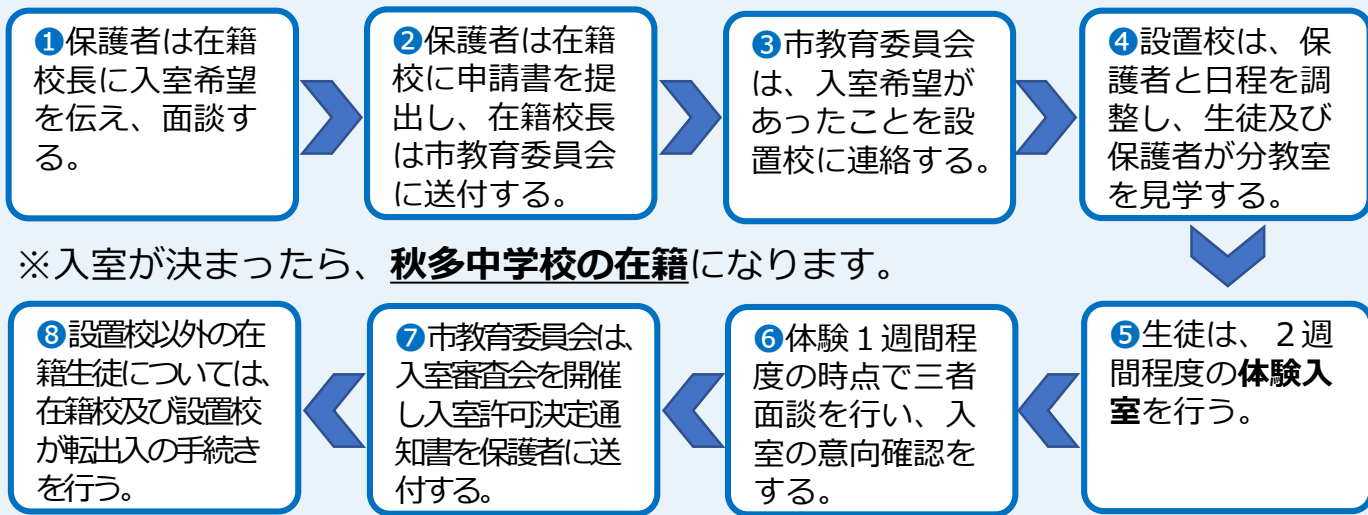 ❶保護者は在籍
校長に入室希望
を伝え、面談す
る。
❷保護者は在籍
校に申請書を提
出し、在籍校長
は市教育委員会
に送付する。
❸市教育委員会
は、入室希望が
あったことを設
置校に連絡する。
❹設置校は、保
護者と日程を調
整し、生徒及び
保護者が分教室
を見学する。
※入室が決まったら、秋多中学校の在籍になります。
❺生徒は、２週
間程度の体験入
室を行う。
❻体験１週間程
度の時点で三者
面談を行い、入
室の意向確認を
する。
❼市教育委員会は、
入室審査会を開催
し入室許可決定通
知書を保護者に送
付する。
❽設置校以外の在
籍生徒については、
在籍校及び設置校
が転出入の手続き
を行う。